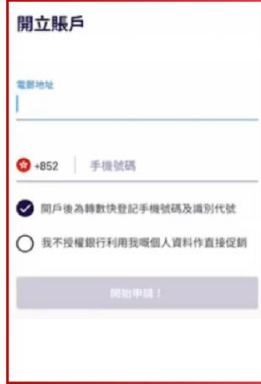 開立賬戶
電郵地址
+852 手機號碼
開戶後為轉數快登記手機號碼及識別代號
我不授權銀行利用我嘅個人資料作直接促銷
開始申請！